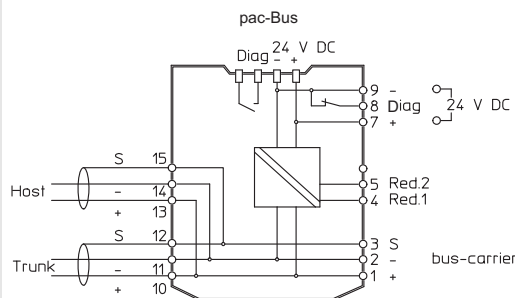 pac-Bus
Diag 24 V DC
- +
9 -
8 Diag
7 +
24 V DC
S 15
Host
- 14
+ 13
5 Red.2
4 Red.1
S 12
Trunk
- 11
+ 10
3 S
2 -
1 +
bus-carrier